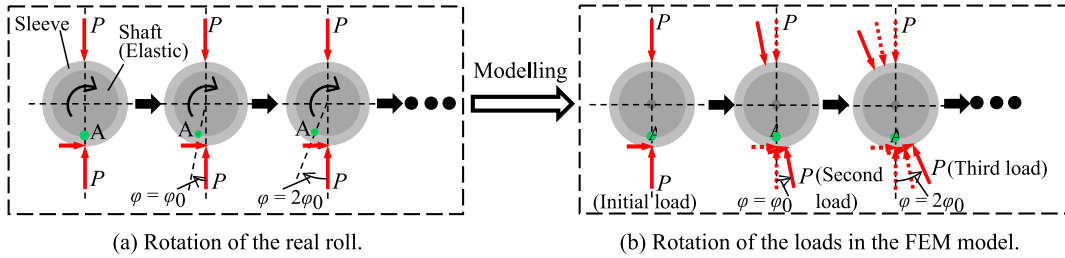 P
P
P
Sleeve
Shaft
(Elastic)
A
A
A
P
P
P
φ = φ₀
φ = 2φ₀
(a) Rotation of the real roll.
Modelling
P
P
P
A
A
P
(Initial load)
φ = φ₀
P (Second
load)
P (Third load)
φ = 2φ₀
(b) Rotation of the loads in the FEM model.